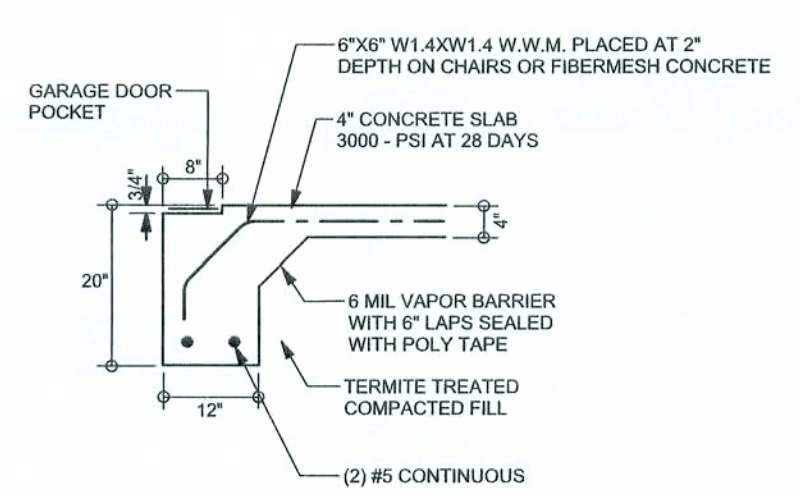 6"X6" W1.4XW1.4 W.W.M. PLACED AT 2"
DEPTH ON CHAIRS OR FIBERMESH CONCRETE
GARAGE DOOR
POCKET
4" CONCRETE SLAB
3000 - PSI AT 28 DAYS
8"
3/4"
4"
20"
6 MIL VAPOR BARRIER
WITH 6" LAPS SEALED
WITH POLY TAPE
TERMITE TREATED
COMPACTED FILL
12"
(2) #5 CONTINUOUS